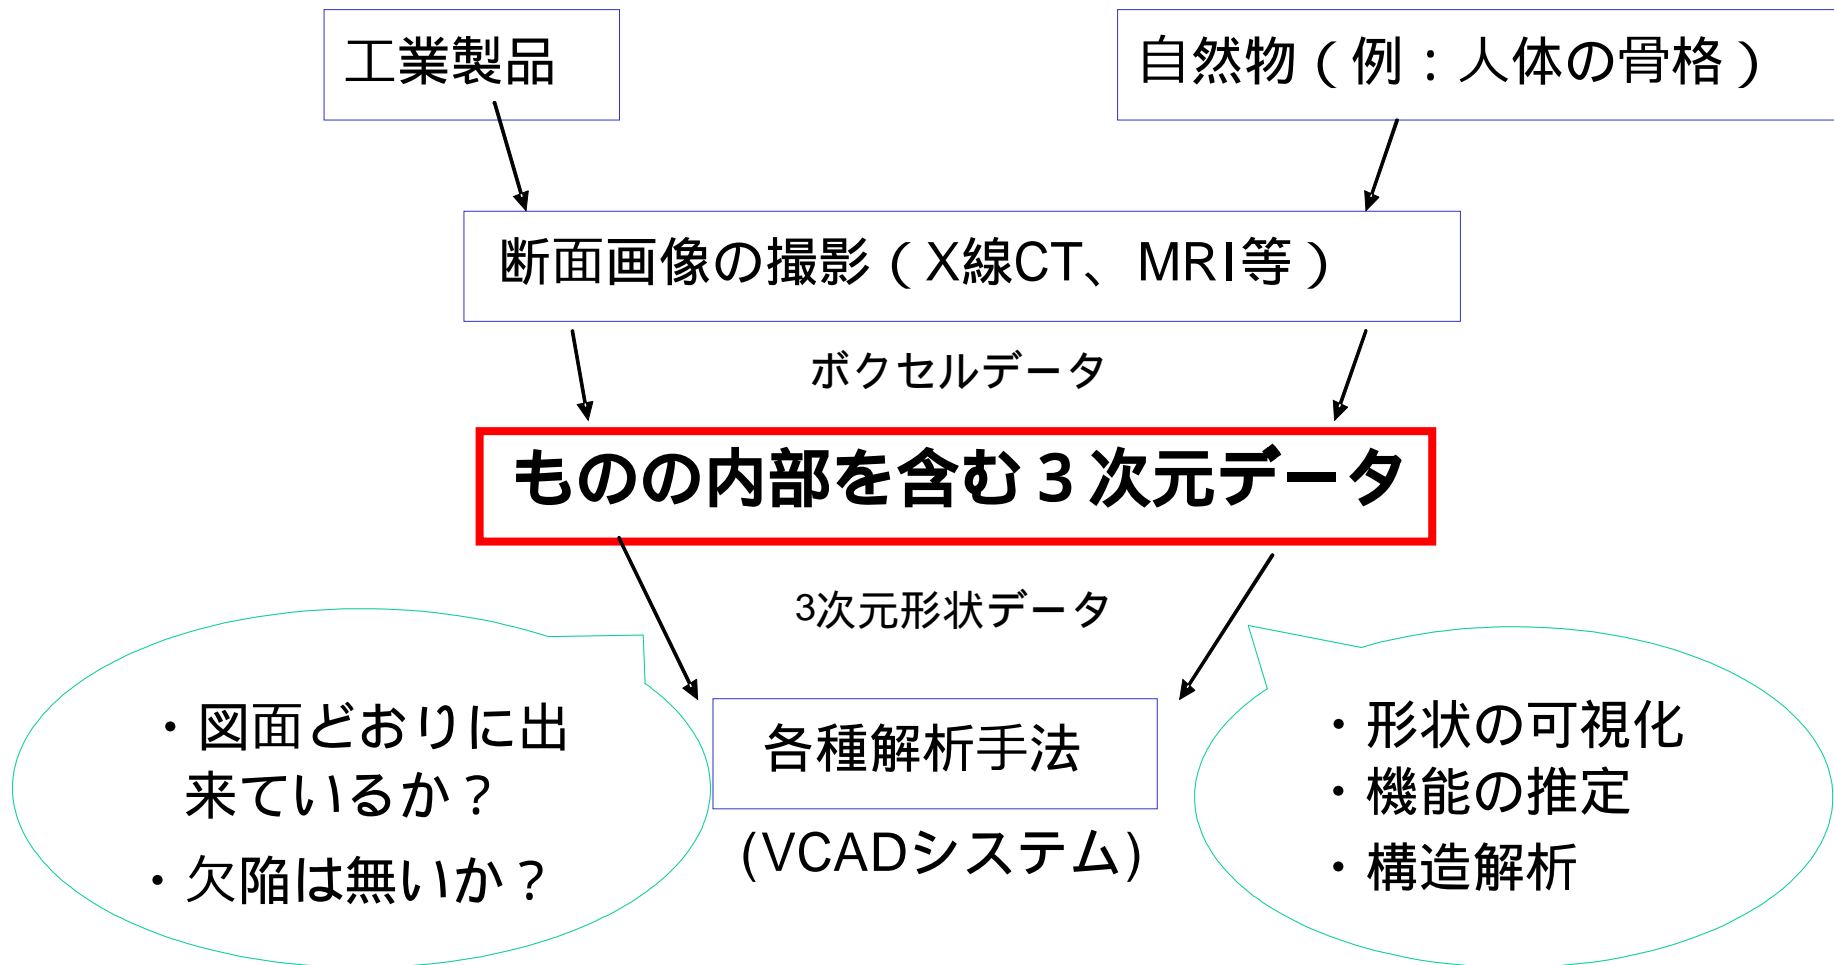 工業製品
自然物（例：人体の骨格）
断面画像の撮影（X線CT、MRI等）
ボクセルデータ
ものの内部を含む３次元データ
3次元形状データ
・図面どおりに出
来ているか？
・欠陥は無いか？
各種解析手法
(VCADシステム)
・形状の可視化
・機能の推定
・構造解析